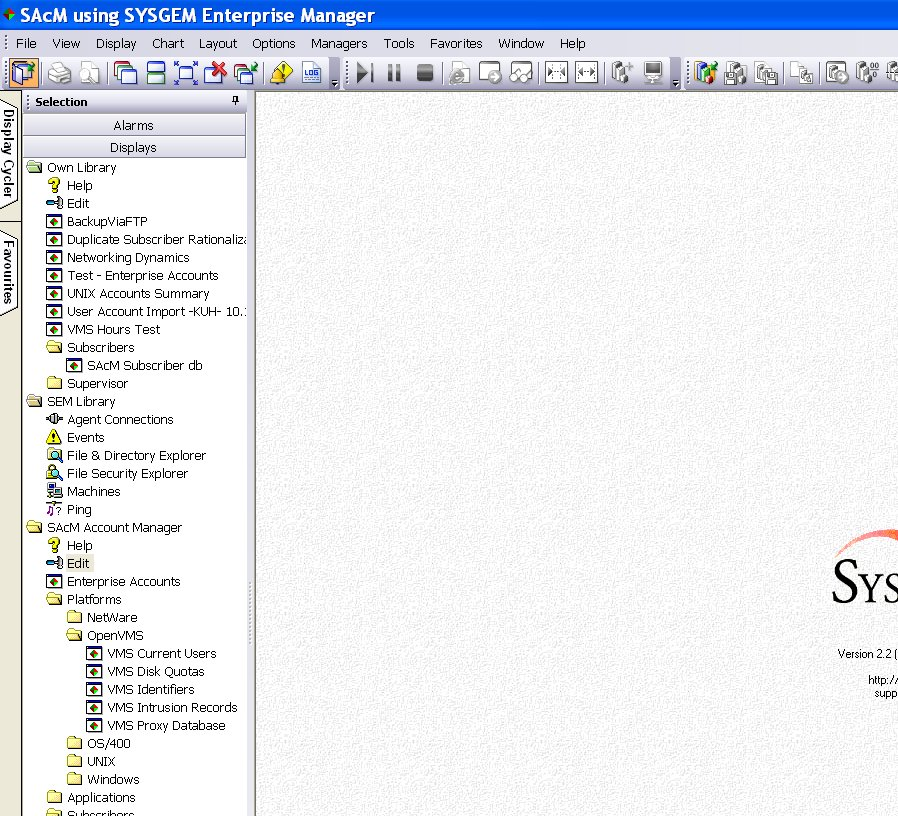 SAcM using SYSGEM Enterprise Manager
File View Display Chart Layout Options Managers Tools Favorites Window Help
LOG
Selection
Alarms
Displays
Display Cycler
Favourites
Own Library
Help
Edit
BackupViaFTP
Duplicate Subscriber Rationaliza
Networking Dynamics
Test - Enterprise Accounts
UNIX Accounts Summary
User Account Import -KUH- 10.
VMS Hours Test
Subscribers
SAcM Subscriber db
Supervisor
SEM Library
Agent Connections
Events
File & Directory Explorer
File Security Explorer
Machines
Ping
SAcM Account Manager
Help
Edit
Enterprise Accounts
Platforms
NetWare
OpenVMS
VMS Current Users
VMS Disk Quotas
VMS Identifiers
VMS Intrusion Records
VMS Proxy Database
OS/400
UNIX
Windows
Applications
Subscribers
SYS
Version 2.2 (
http:/
supp